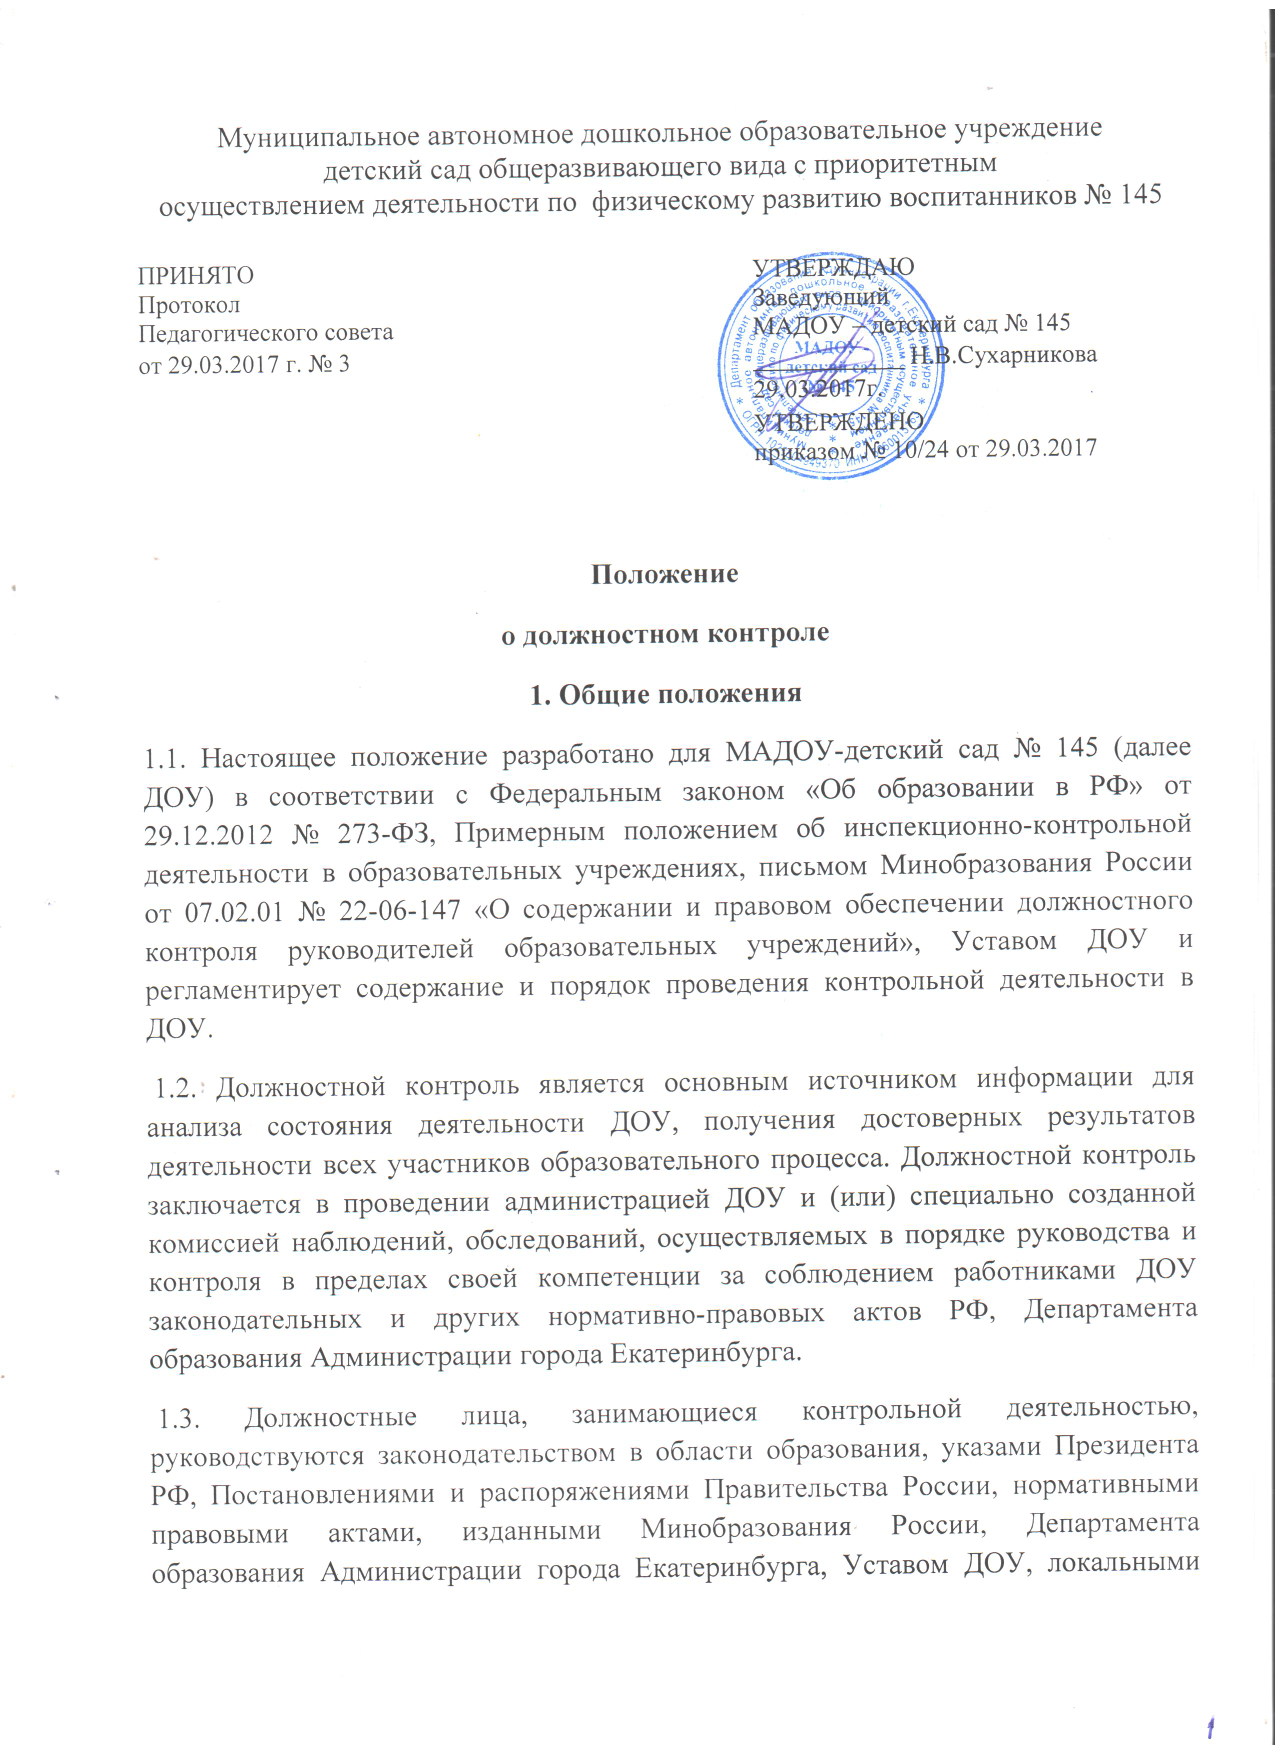 Муниципальное автономное дошкольное образовательное учреждение
детский сад общеразвивающего вида с приоритетным
осуществлением деятельности по физическому развитию воспитанников № 145
ПРИНЯТО
Протокол
Педагогического совета
от 29.03.2017 г. № 3
УТВЕРЖДАЮ
Заведующий
МАДОУ – детский сад № 145
Н.В.Сухарникова
29.03.2017г
УТВЕРЖДЕНО
приказом № 10/24 от 29.03.2017
МАДОУ -
детский сад
№ 145
Положение
о должностном контроле
1. Общие положения
1.1. Настоящее положение разработано для МАДОУ-детский сад № 145 (далее
ДОУ) в соответствии с Федеральным законом «Об образовании в РФ» от
29.12.2012 № 273-ФЗ, Примерным положением об инспекционно-контрольной
деятельности в образовательных учреждениях, письмом Минобразования России
от 07.02.01 № 22-06-147 «О содержании и правовом обеспечении должностного
контроля руководителей образовательных учреждений», Уставом ДОУ и
регламентирует содержание и порядок проведения контрольной деятельности в
ДОУ.
1.2. Должностной контроль является основным источником информации для
анализа состояния деятельности ДОУ, получения достоверных результатов
деятельности всех участников образовательного процесса. Должностной контроль
заключается в проведении администрацией ДОУ и (или) специально созданной
комиссией наблюдений, обследований, осуществляемых в порядке руководства и
контроля в пределах своей компетенции за соблюдением работниками ДОУ
законодательных и других нормативно-правовых актов РФ, Департамента
образования Администрации города Екатеринбурга.
1.3. Должностные лица, занимающиеся контрольной деятельностью,
руководствуются законодательством в области образования, указами Президента
РФ, Постановлениями и распоряжениями Правительства России, нормативными
правовыми актами, изданными Минобразования России, Департамента
образования Администрации города Екатеринбурга, Уставом ДОУ, локальными
1